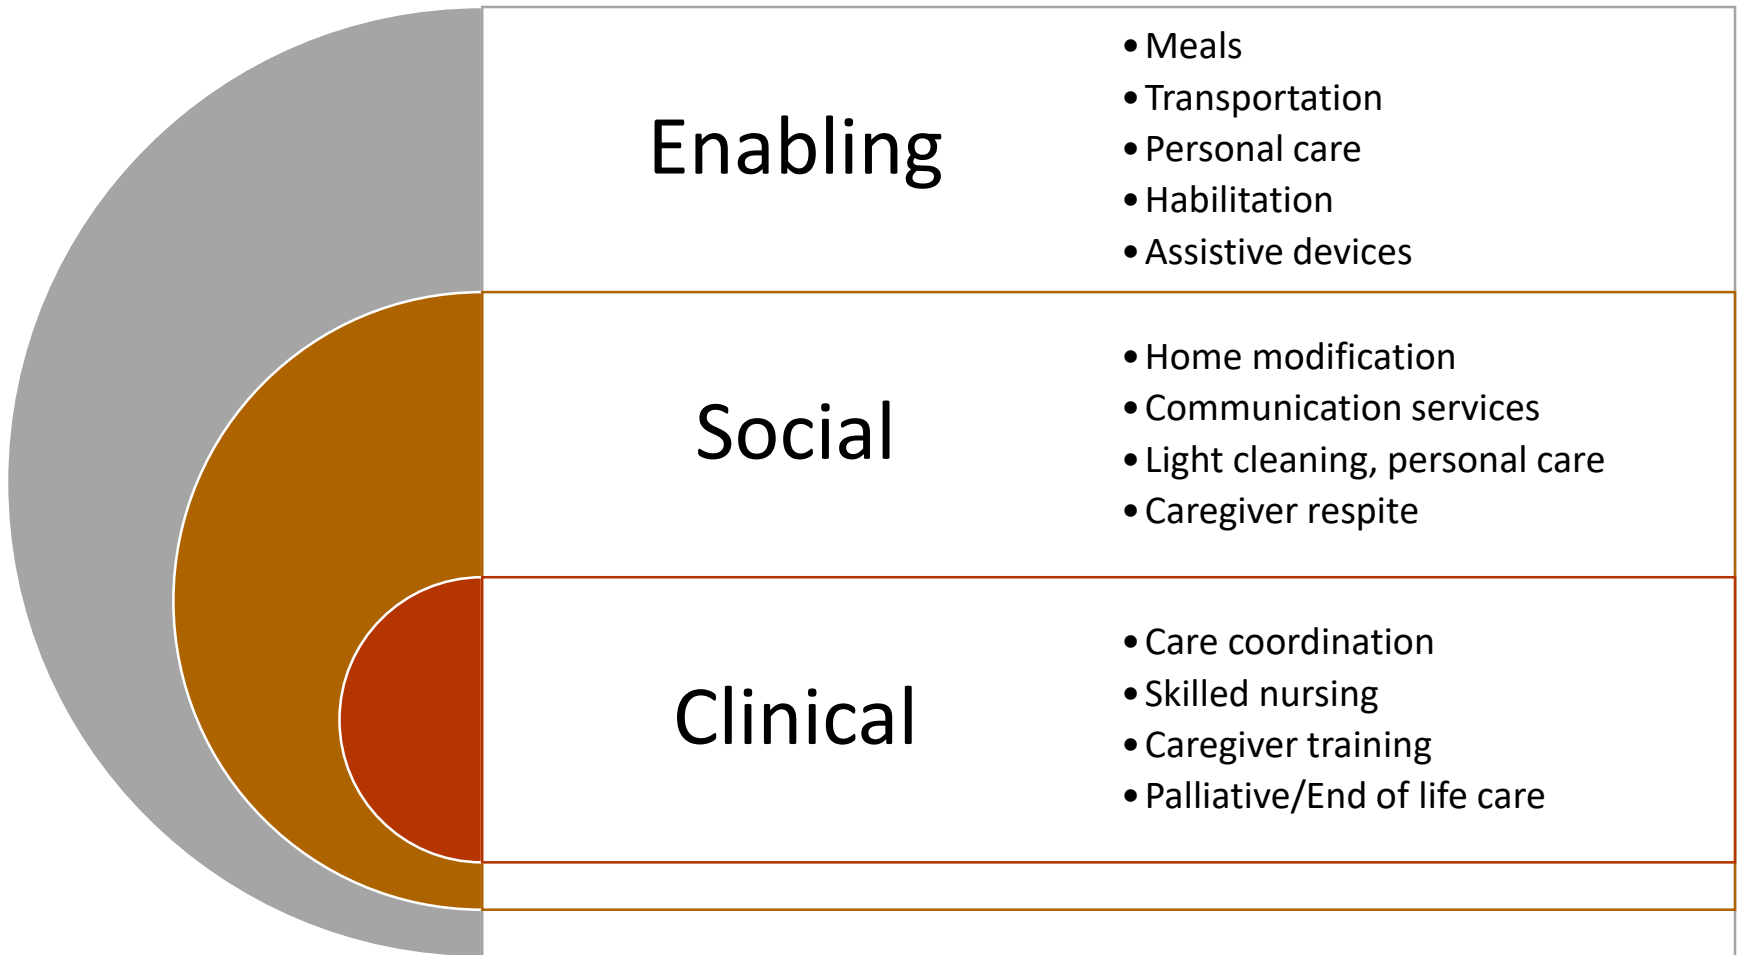 Enabling
• Meals
• Transportation
• Personal care
• Habilitation
• Assistive devices
Social
• Home modification
• Communication services
• Light cleaning, personal care
• Caregiver respite
Clinical
• Care coordination
• Skilled nursing
• Caregiver training
• Palliative/End of life care